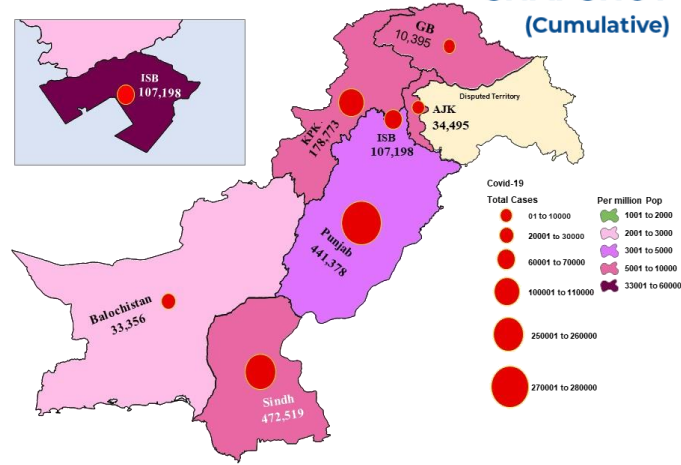 (Cumulative)
GB
10,395
ISB
107,198
Disputed Territory
AJK
34,495
KPK
178,773
ISB
107,198
Punjab
441,378
Balochistan
33,356
Sindh
472,519
Covid-19
Total Cases
01 to 10000
20001 to 30000
60001 to 70000
100001 to 110000
250001 to 260000
270001 to 280000
Per million Pop
1001 to 2000
2001 to 3000
3001 to 5000
5001 to 10000
33001 to 60000